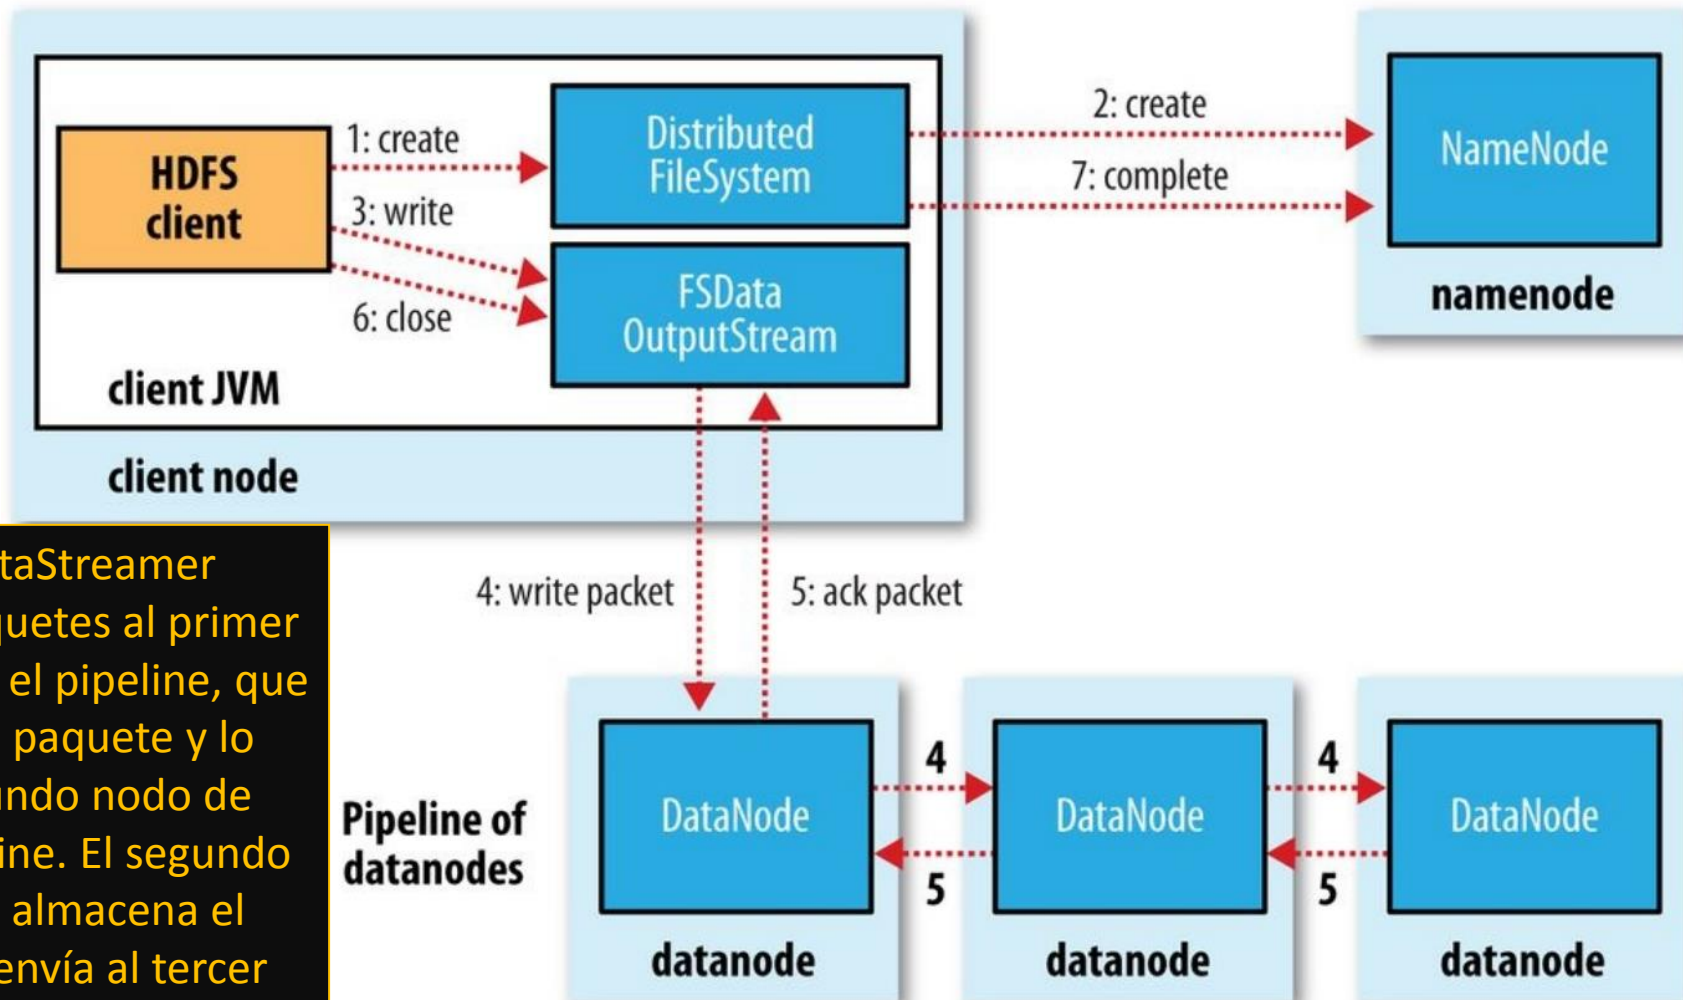 HDFS
client
1: create
3: write
6: close
Distributed
FileSystem
FSData
OutputStream
client JVM
client node
2: create
7: complete
NameNode
namenode
4: write packet
5: ack packet
taStreamer
quetes al primer
el pipeline, que
paquete y lo
undo nodo de
ine. El segundo
almacena el
envía al tercer
Pipeline of
datanodes
DataNode
datanode
4
5
DataNode
datanode
4
5
DataNode
datanode